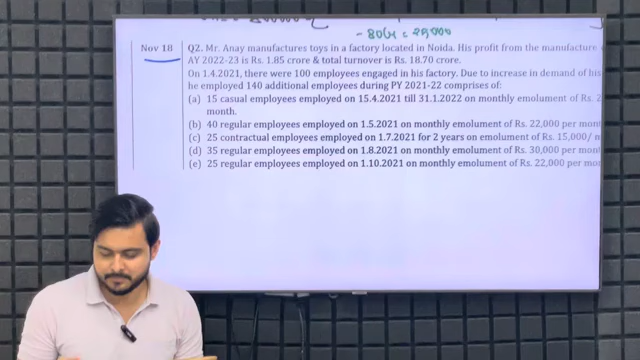 - 80% = 25,000
Nov 18
Q2. Mr. Anay manufactures toys in a factory located in Noida. His profit from the manufacture
AY 2022-23 is Rs. 1.85 crore & total turnover is Rs. 18.70 crore.
On 1.4.2021, there were 100 employees engaged in his factory. Due to increase in demand of his
he employed 140 additional employees during PY 2021-22 comprises of:
(a) 15 casual employees employed on 15.4.2021 till 31.1.2022 on monthly emolument of Rs. 2
month.
(b) 40 regular employees employed on 1.5.2021 on monthly emolument of Rs. 22,000 per mon
(c) 25 contractual employees employed on 1.7.2021 for 2 years on emolument of Rs. 15,000/ m
(d) 35 regular employees employed on 1.8.2021 on monthly emolument of Rs. 30,000 per mon
(e) 25 regular employees employed on 1.10.2021 on monthly emolument of Rs. 22,000 per mon